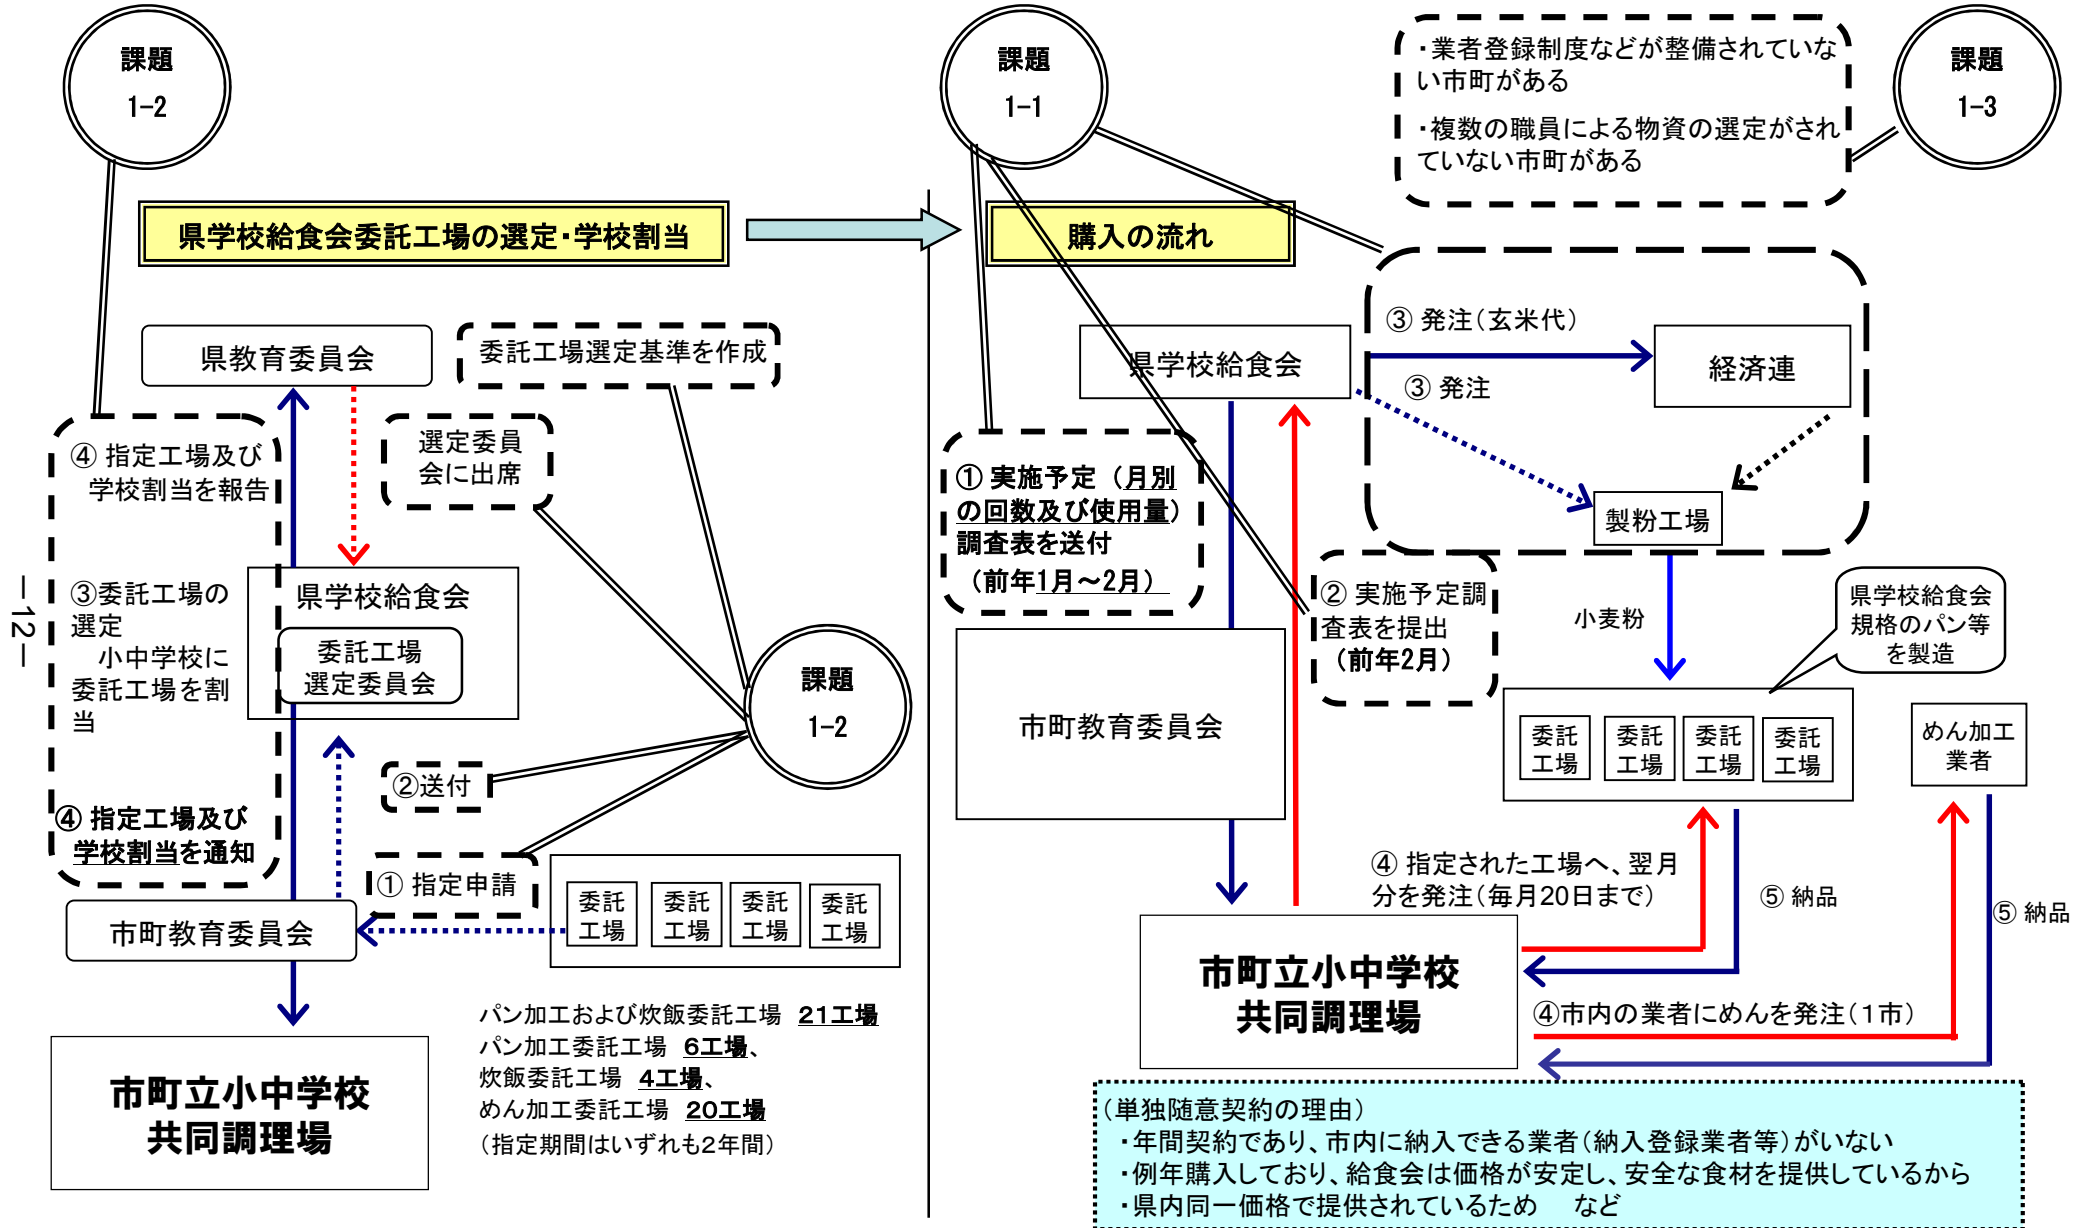 課題
1-2
県学校給食会委託工場の選定・学校割当
県教育委員会
委託工場選定基準を作成
選定委員
会に出席
④ 指定工場及び
学校割当を報告
県学校給食会
委託工場
選定委員会
③委託工場の
選定
小中学校に
委託工場を割
当
課題
1-2
②送付
④ 指定工場及び
学校割当を通知
① 指定申請
市町教育委員会
委託
工場
委託
工場
委託
工場
委託
工場
市町立小中学校
共同調理場
パン加工および炊飯委託工場 21工場
パン加工委託工場 6工場、
炊飯委託工場 4工場、
めん加工委託工場 20工場
(指定期間はいずれも2年間)
-12-
課題
1-1
・業者登録制度などが整備されていな
い市町がある
・複数の職員による物資の選定がされ
ていない市町がある
課題
1-3
購入の流れ
県学校給食会
③ 発注(玄米代)
経済連
③ 発注
製粉工場
① 実施予定 (月別
の回数及び使用量)
調査表を送付
(前年1月~2月)
② 実施予定調
査表を提出
(前年2月)
小麦粉
県学校給食会
規格のパン等
を製造
市町教育委員会
委託
工場
委託
工場
委託
工場
委託
工場
めん加工
業者
④ 指定された工場へ、翌月
分を発注(毎月20日まで)
⑤ 納品
⑤ 納品
市町立小中学校
共同調理場
④市内の業者にめんを発注(1市)
(単独随意契約の理由)
・年間契約であり、市内に納入できる業者(納入登録業者等)がいない
・例年購入しており、給食会は価格が安定し、安全な食材を提供しているから
・県内同一価格で提供されているため など